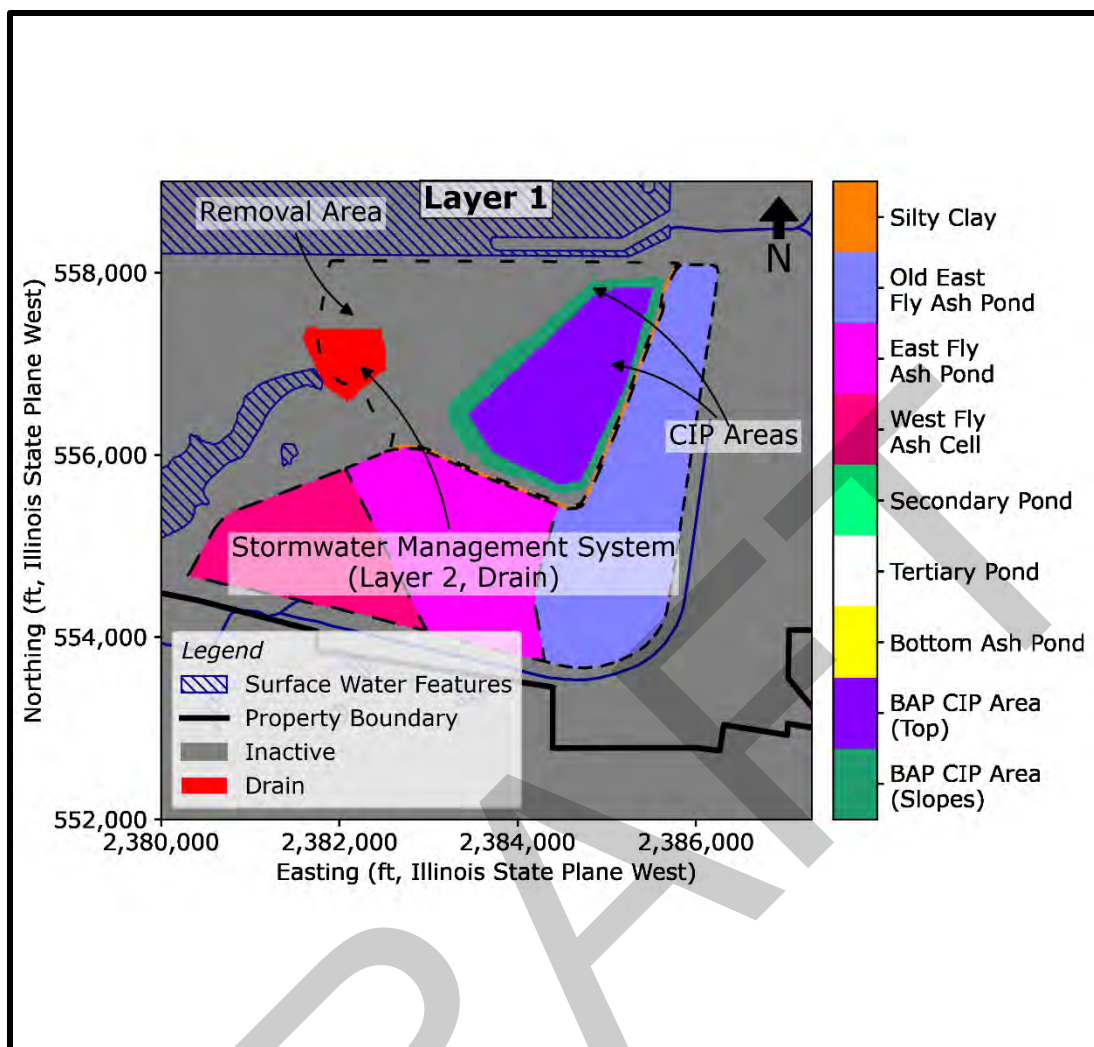 Layer 1
Removal Area
N
CIP Areas
Stormwater Management System
(Layer 2, Drain)
Legend
Surface Water Features
Property Boundary
Inactive
Drain
Northing (ft, Illinois State Plane West)
558,000
556,000
554,000
552,000
2,380,000
2,382,000
2,384,000
2,386,000
Easting (ft, Illinois State Plane West)
Silty Clay
Old East
Fly Ash Pond
East Fly
Ash Pond
West Fly
Ash Cell
Secondary Pond
Tertiary Pond
Bottom Ash Pond
BAP CIP Area
(Top)
BAP CIP Area
(Slopes)